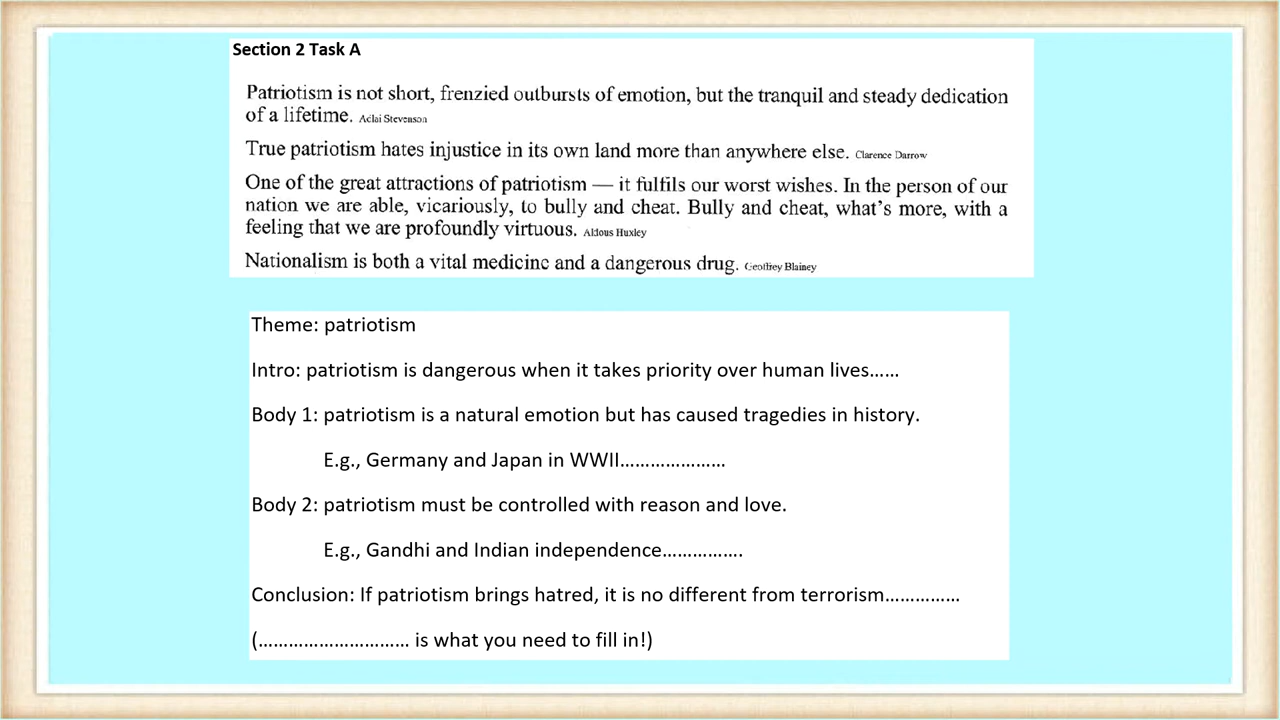 Section 2 Task A
Patriotism is not short, frenzied outbursts of emotion, but the tranquil and steady dedication
of a lifetime. Adlai Stevenson
True patriotism hates injustice in its own land more than anywhere else. Clarence Darrow
One of the great attractions of patriotism — it fulfils our worst wishes. In the person of our
nation we are able, vicariously, to bully and cheat. Bully and cheat, what's more, with a
feeling that we are profoundly virtuous. Aldous Huxley
Nationalism is both a vital medicine and a dangerous drug. Geoffrey Blainey
Theme: patriotism
Intro: patriotism is dangerous when it takes priority over human lives……
Body 1: patriotism is a natural emotion but has caused tragedies in history.
E.g., Germany and Japan in WWII…………………
Body 2: patriotism must be controlled with reason and love.
E.g., Gandhi and Indian independence…………….
Conclusion: If patriotism brings hatred, it is no different from terrorism……………
(………………………… is what you need to fill in!)